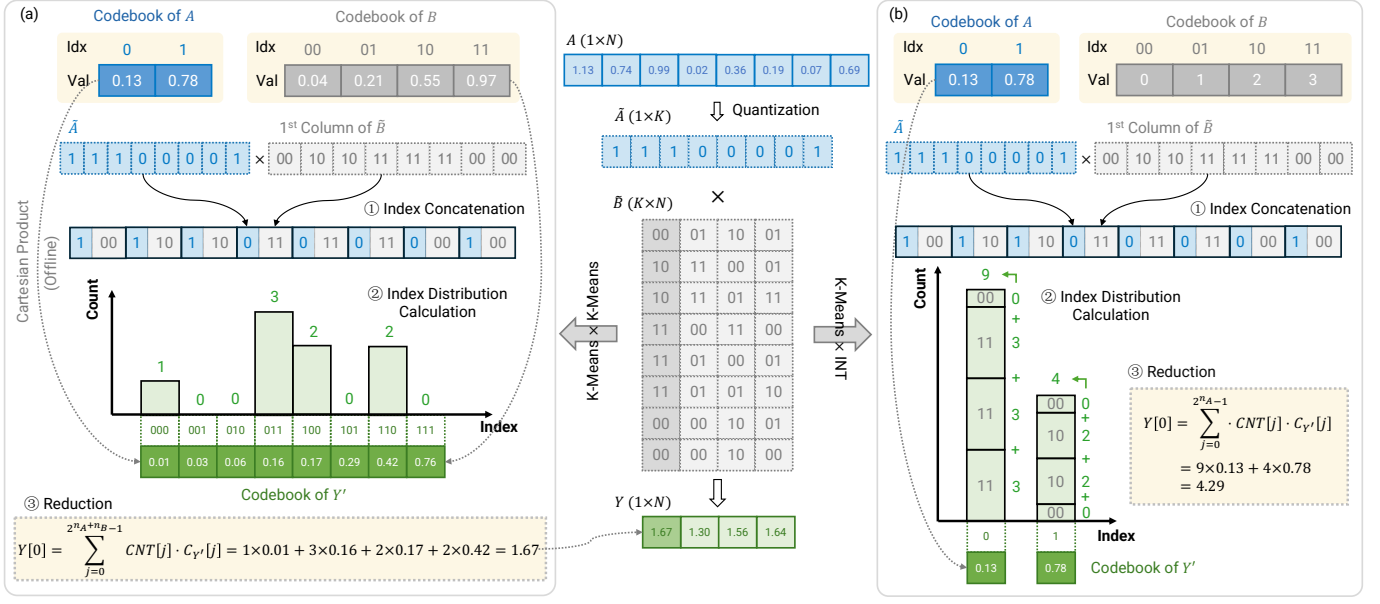 (a)
Codebook of A
Codebook of B
Idx 0 1
Val 0.13 0.78
Idx 00 01 10 11
Val 0.04 0.21 0.55 0.97
Ã
1st Column of B̃
1 1 1 0 0 0 0 1 × 00 10 10 11 11 11 00 00
① Index Concatenation
1 00 1 10 1 10 0 11 0 11 0 11 0 00 1 00
Cartesian Product
(Offline)
② Index Distribution
Calculation
Count
1 0 0 3 2 0 2 0
Index
000 001 010 011 100 101 110 111
0.01 0.03 0.06 0.16 0.17 0.29 0.42 0.76
Codebook of Y′
③ Reduction
Y[0] = ∑ j=0 2^(n_A+n_B−1) CNT[j] · C_Y′[j] = 1×0.01 + 3×0.16 + 2×0.17 + 2×0.42 = 1.67
A (1×N)
1.13 0.74 0.99 0.02 0.36 0.19 0.07 0.69
Quantization
Ã (1×K)
1 1 1 0 0 0 0 1
×
B̃ (K×N)
00 01 10 01
10 11 00 01
10 11 01 11
11 00 11 00
11 01 00 01
11 01 01 10
00 00 10 00
00 00 10 00
K-Means × K-Means
K-Means × INT
Y (1×N)
1.67 1.30 1.56 1.64
(b)
Codebook of A
Codebook of B
Idx 0 1
Val 0.13 0.78
Idx 00 01 10 11
Val 0 1 2 3
Ã
1st Column of B̃
1 1 1 0 0 0 0 1 × 00 10 10 11 11 11 00 00
① Index Concatenation
1 00 1 10 1 10 0 11 0 11 0 11 0 00 1 00
Count
9
00 0
+
11 3
+
11 3
+
11 3
② Index Distribution
Calculation
4
00 0
+
10 2
+
10 2
+
00 0
Index
0 1
0.13 0.78
Codebook of Y′
③ Reduction
Y[0] = ∑ j=0 2^(n_A−1) · CNT[j] · C_Y′[j]
= 9×0.13 + 4×0.78
= 4.29